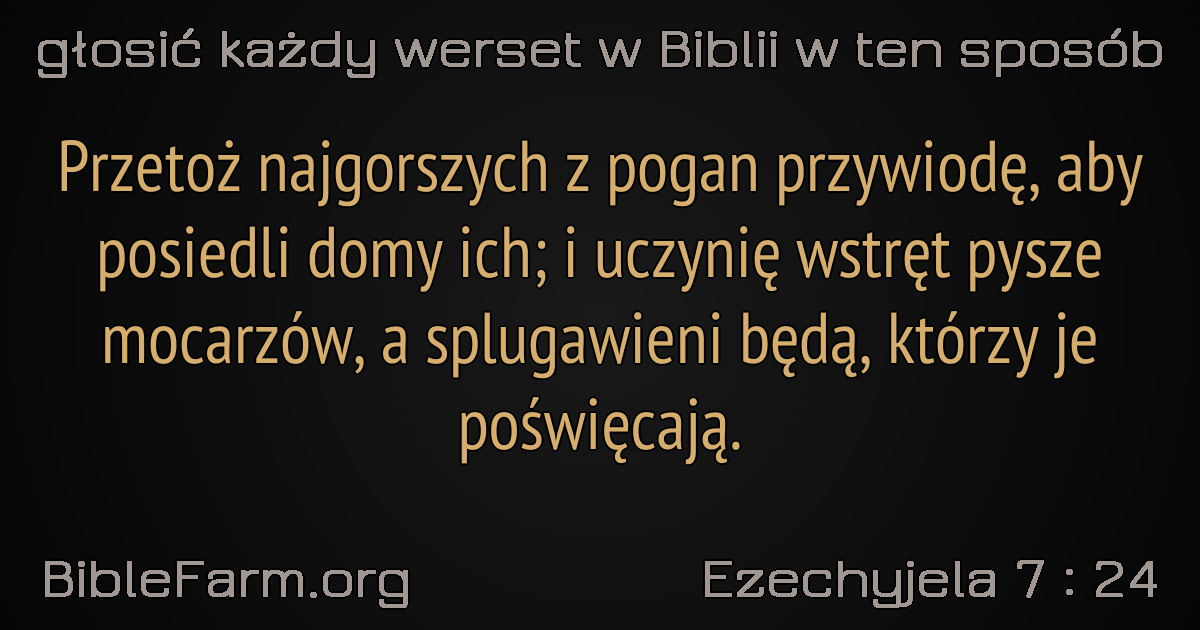 głosić każdy werset w Biblii w ten sposób
Przetoż najgorszych z pogan przywiodę, aby
posiedli domy ich; i uczynię wstręt pysze
mocarzów, a splugawieni będą, którzy je
poświęcają.
BibleFarm.org
Ezechyjela 7 : 24